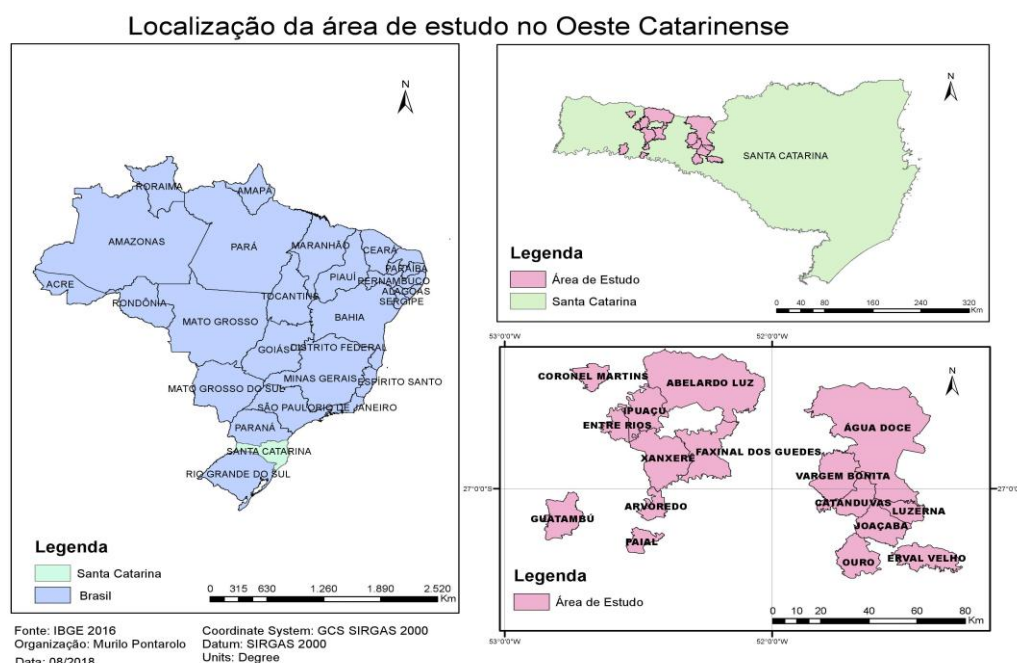 Localização da área de estudo no Oeste Catarinense
N
RORAIMA
AMAPÁ
AMAZONAS
PARÁ
MARANHÃO
CEARÁ
PARAÍBA
PIAUÍ
PERNAMBUCO
ACRE
ALAGOAS
TOCANTINS
SERGIPE
RONDÔNIA
MATO GROSSO
BAHIA
GOIÁS
DISTRITO FEDERAL
MINAS GERAIS
ESPÍRITO SANTO
MATO GROSSO DO SUL
SÃO PAULO
RIO DE JANEIRO
PARANÁ
SANTA CATARINA
RIO GRANDE DO SUL
Legenda
Santa Catarina
Brasil
0 315 630 1.260 1.890 2.520
Km
Fonte: IBGE 2016
Organização: Murilo Pontarolo
Data: 08/2018
Coordinate System: GCS SIRGAS 2000
Datum: SIRGAS 2000
Units: Degree
N
SANTA CATARINA
Legenda
Área de Estudo
Santa Catarina
0 40 80 160 240 320
Km
53°0'0"W 52°0'0"W
N
CORONEL MARTINS
ABELARDO LUZ
IPUAÇÚ
ENTRE RIOS
ÁGUA DOCE
XANXERÊ
FAXINAL DOS GUEDES
VARGEM BONITA
27°0'0"S 27°0'0"S
CATANDUVAS
ARVOREDO
LUZERNA
GUATAMBÚ
JOAÇABA
PAIAL
OURO
ERVAL VELHO
Legenda
Área de Estudo
0 10 20 40 60 80
Km
53°0'0"W 52°0'0"W